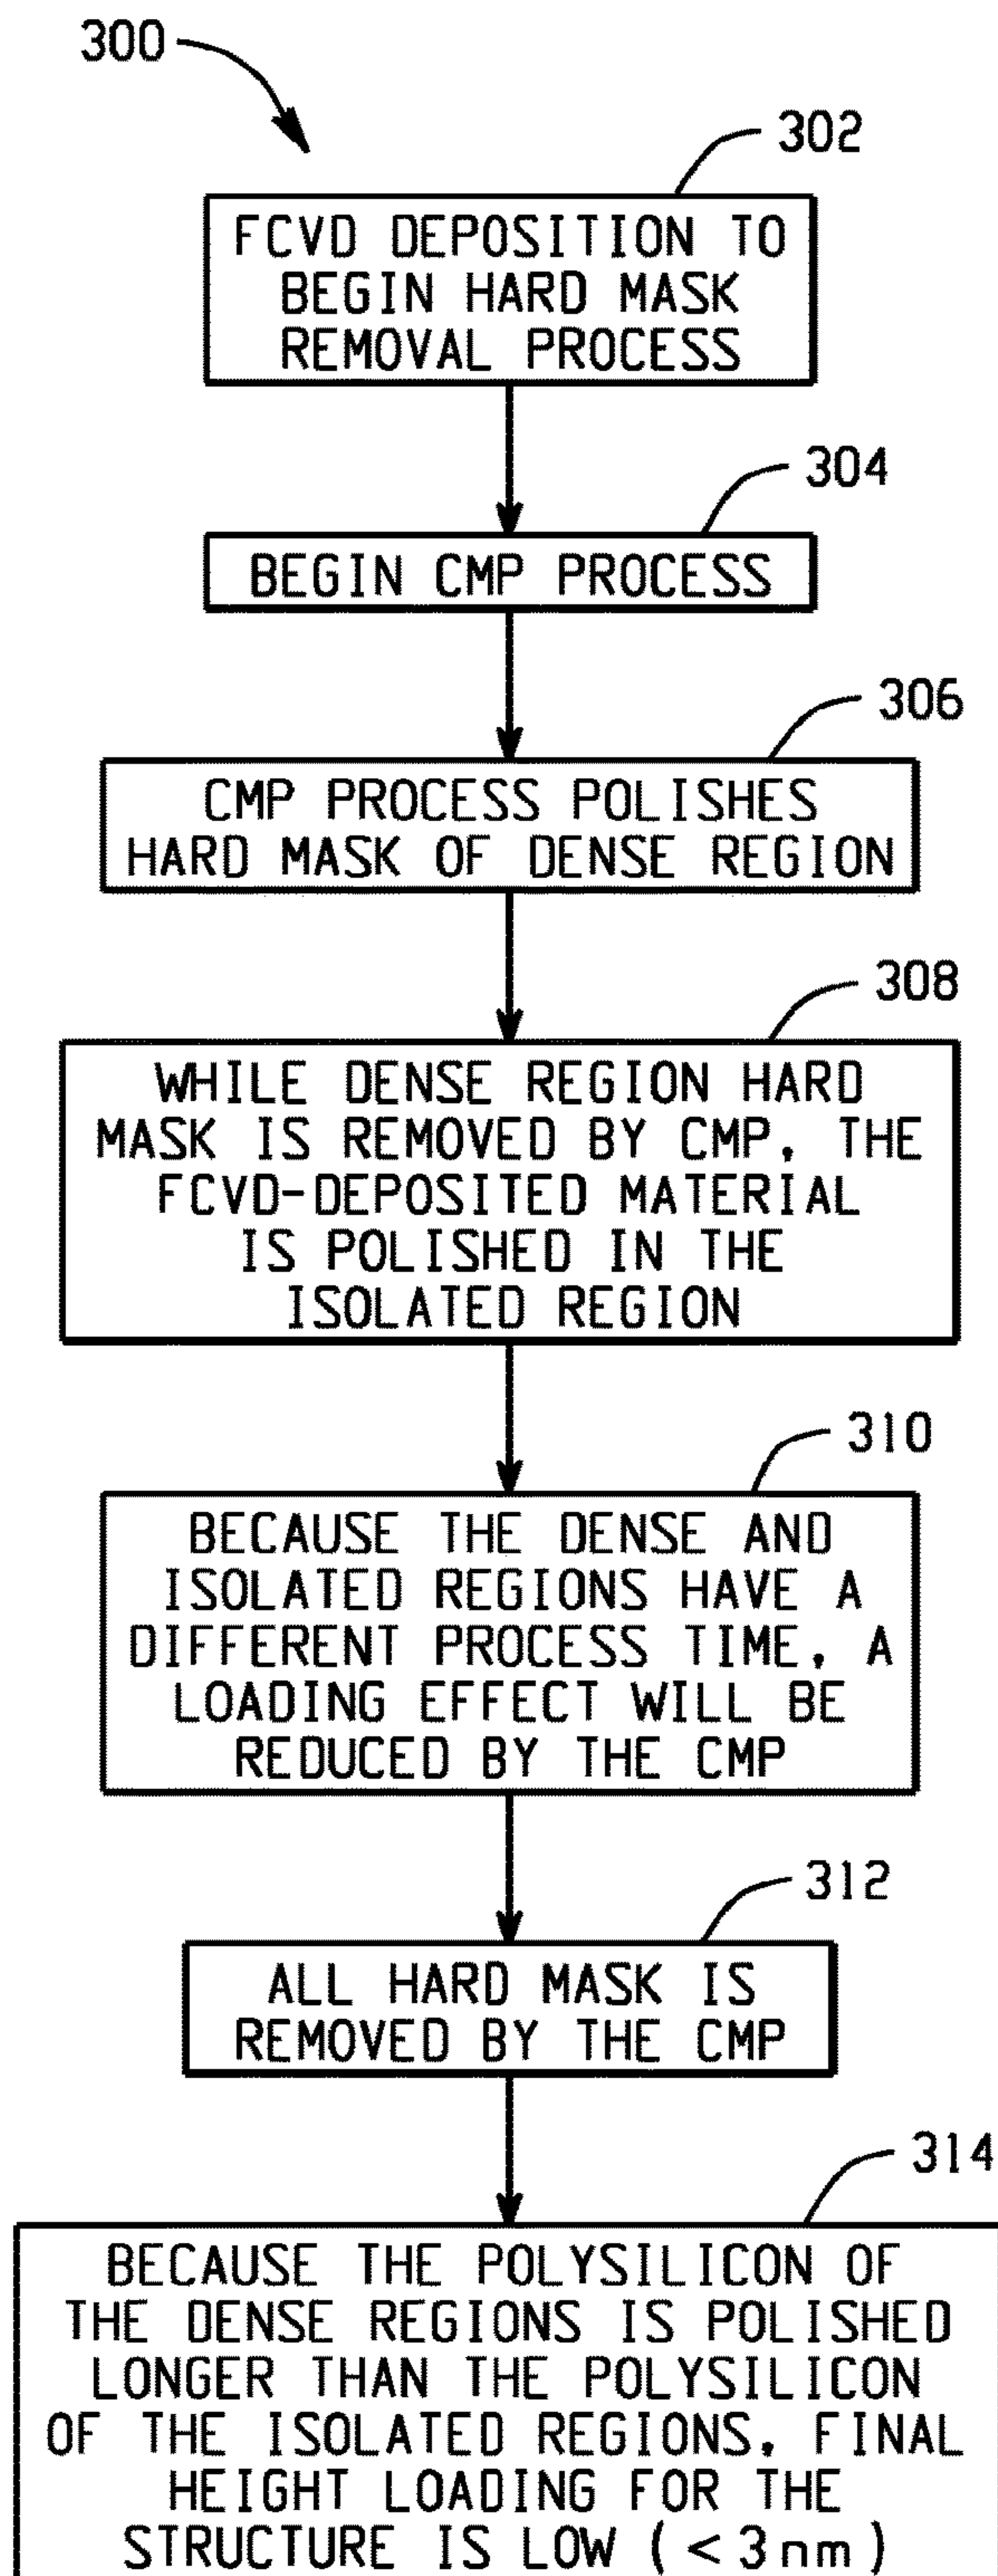 300
302
FCVD DEPOSITION TO
BEGIN HARD MASK
REMOVAL PROCESS
304
BEGIN CMP PROCESS
306
CMP PROCESS POLISHES
HARD MASK OF DENSE REGION
308
WHILE DENSE REGION HARD
MASK IS REMOVED BY CMP, THE
FCVD-DEPOSITED MATERIAL
IS POLISHED IN THE
ISOLATED REGION
310
BECAUSE THE DENSE AND
ISOLATED REGIONS HAVE A
DIFFERENT PROCESS TIME, A
LOADING EFFECT WILL BE
REDUCED BY THE CMP
312
ALL HARD MASK IS
REMOVED BY THE CMP
314
BECAUSE THE POLYSILICON OF
THE DENSE REGIONS IS POLISHED
LONGER THAN THE POLYSILICON
OF THE ISOLATED REGIONS, FINAL
HEIGHT LOADING FOR THE
STRUCTURE IS LOW (<3nm)